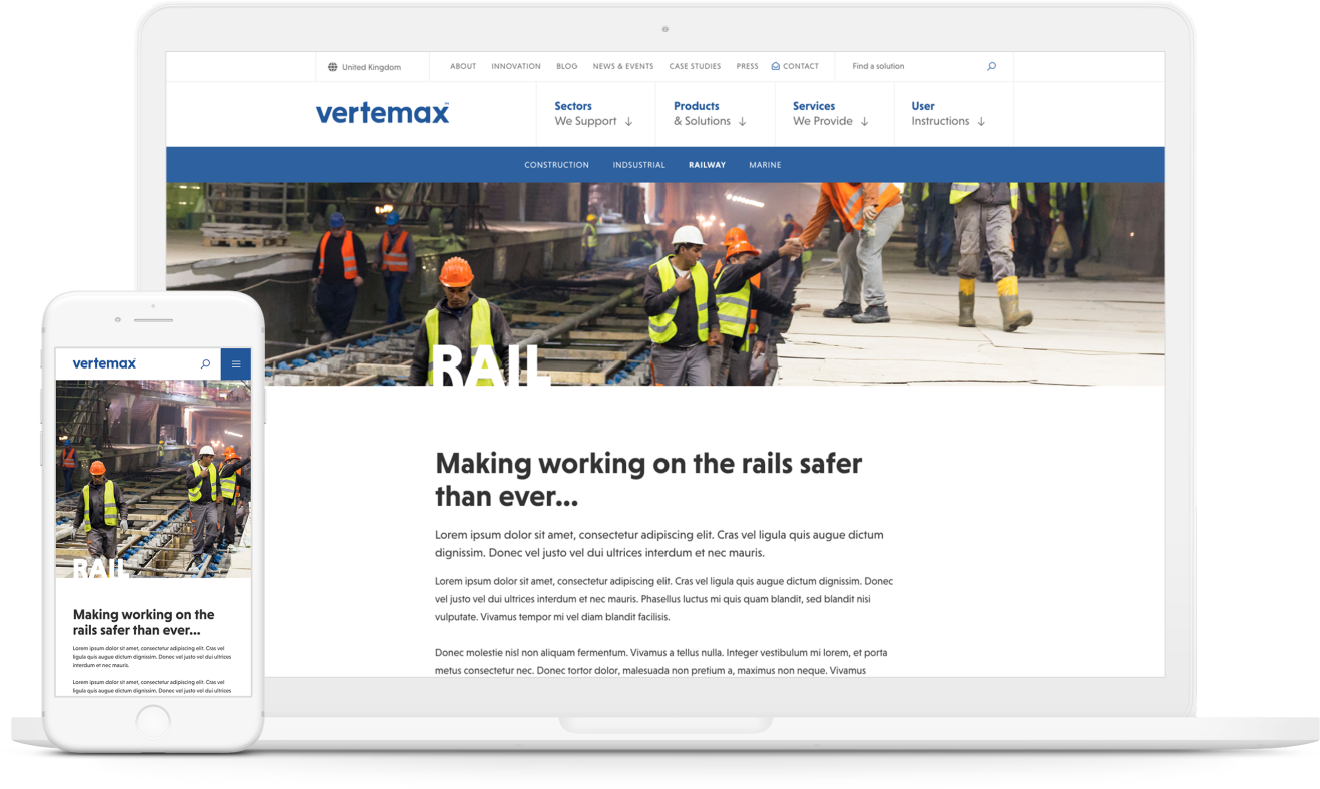 United Kingdom
ABOUT INNOVATION BLOG NEWS & EVENTS CASE STUDIES PRESS CONTACT
Find a solution
vertemax™
Sectors
We Support ↓
Products
& Solutions ↓
Services
We Provide ↓
User
Instructions ↓
CONSTRUCTION INDSUSTRIAL RAILWAY MARINE
RAIL
Making working on the rails safer
than ever...
Lorem ipsum dolor sit amet, consectetur adipiscing elit. Cras vel ligula quis augue dictum
dignissim. Donec vel justo vel dui ultrices interdum et nec mauris.
Lorem ipsum dolor sit amet, consectetur adipiscing elit. Cras vel ligula quis augue dictum dignissim. Donec
vel justo vel dui ultrices interdum et nec mauris. Phasellus luctus mi quis quam blandit, sed blandit nisi
vulputate. Vivamus tempor mi vel diam blandit facilisis.
Donec molestie nisl non aliquam fermentum. Vivamus a tellus nulla. Integer vestibulum mi lorem, et porta
metus consectetur nec. Donec tortor dolor, malesuada non pretium a, maximus non neque. Vivamus
vertemax
RAIL
Making working on the
rails safer than ever...
Lorem ipsum dolor sit amet, consectetur adipiscing elit. Cras vel
ligula quis augue dictum dignissim. Donec vel justo vel dui ultrices
interdum et nec mauris.
Lorem ipsum dolor sit amet, consectetur adipiscing elit. Cras vel
ligula quis augue dictum dignissim. Donec vel justo vel dui ultrices